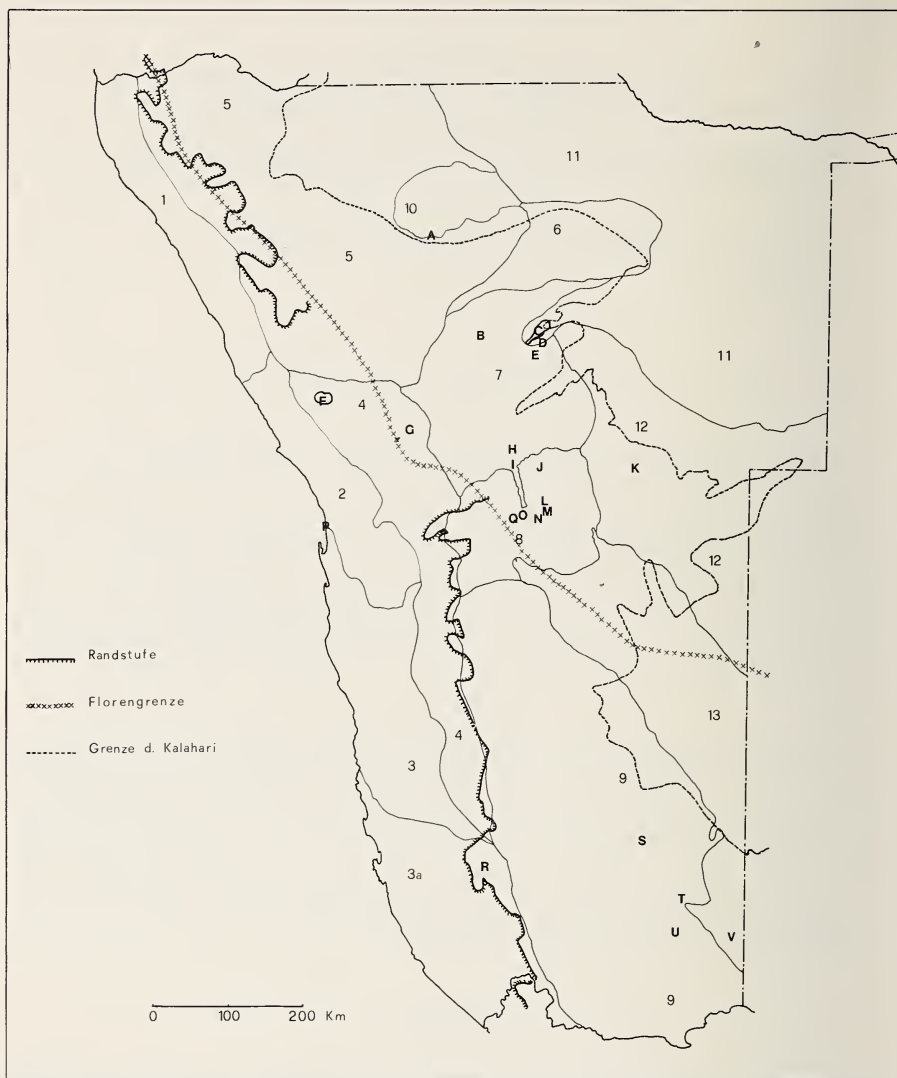 5
1
11
10
A
6
5
C
D
B
E
11
7
F
4
G
12
H
I
J
K
2
L
M
Q O N
P
8
12
Randstufe
Florengrenze
13
4
Grenze d. Kalahari
3
9
S
R
3a
T
U
V
9
0 100 200 Km